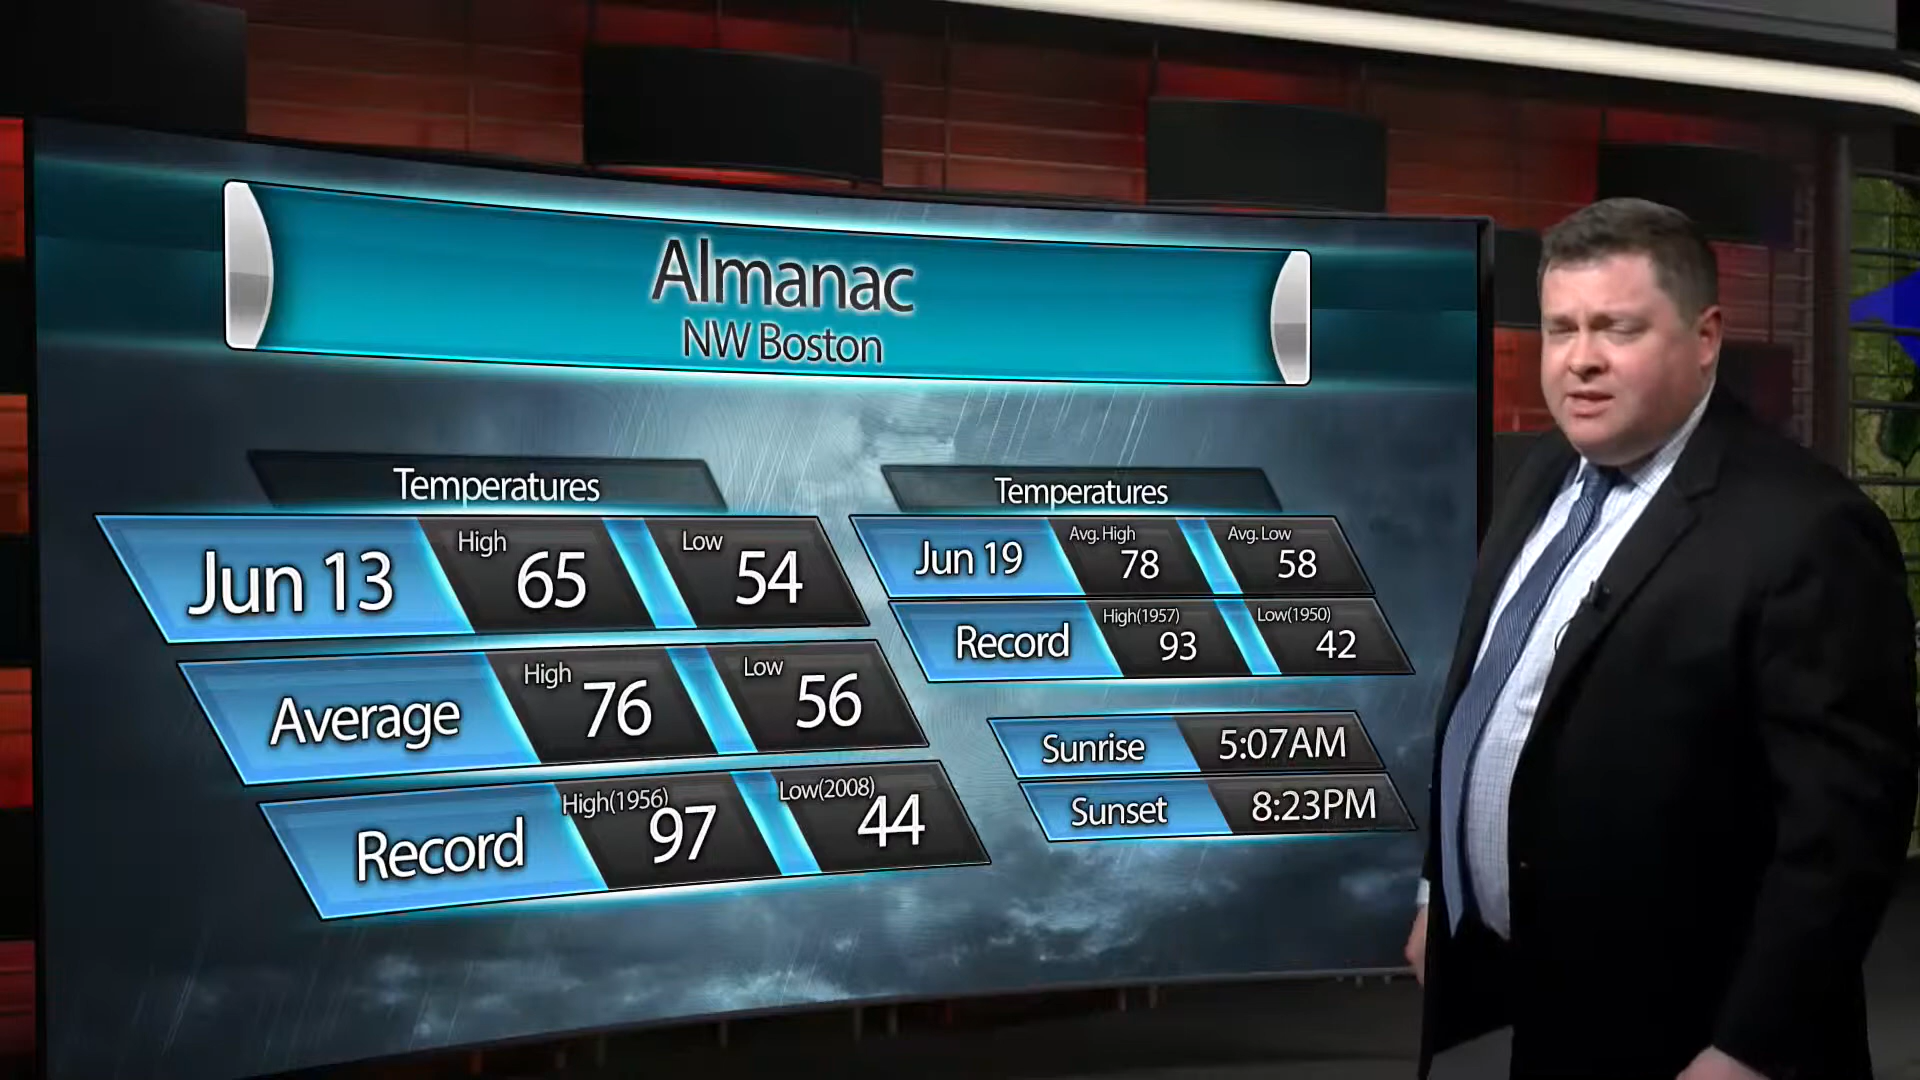 Almanac
NW Boston
Temperatures
Jun 13 High 65 Low 54
Average High 76 Low 56
Record High(1956) 97 Low(2008) 44
Temperatures
Jun 19 Avg. High 78 Avg. Low 58
Record High(1957) 93 Low(1950) 42
Sunrise 5:07AM
Sunset 8:23PM